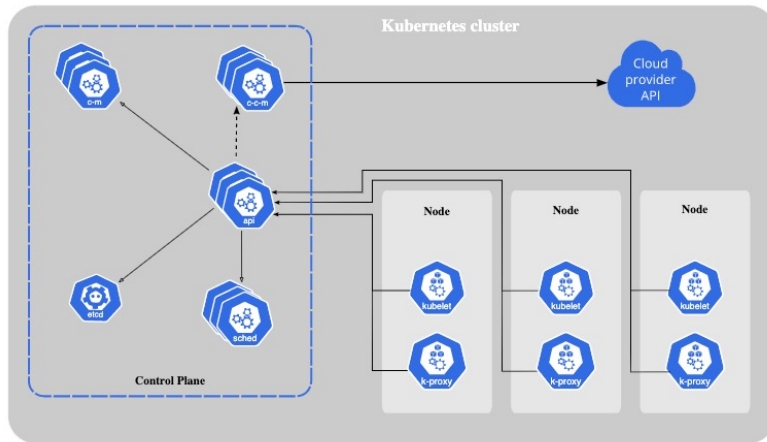 Kubernetes cluster
c-m
c-c-m
Cloud
provider
API
api
Node
Node
Node
etcd
sched
kubelet
kubelet
kubelet
k-proxy
k-proxy
k-proxy
Control Plane